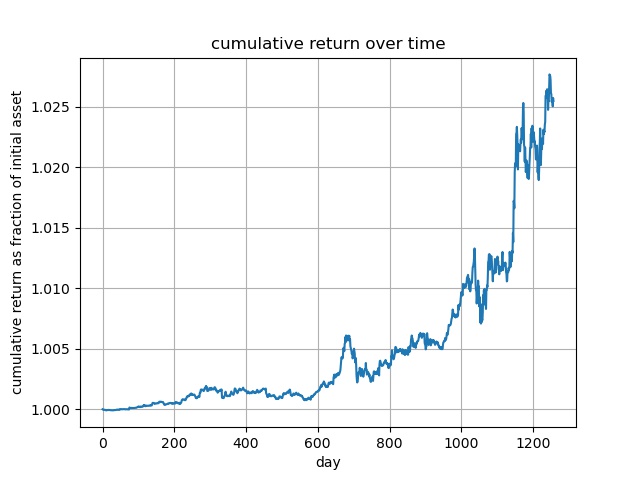 cumulative return over time
cumulative return as fraction of initial asset
1.025
1.020
1.015
1.010
1.005
1.000
0 200 400 600 800 1000 1200
day